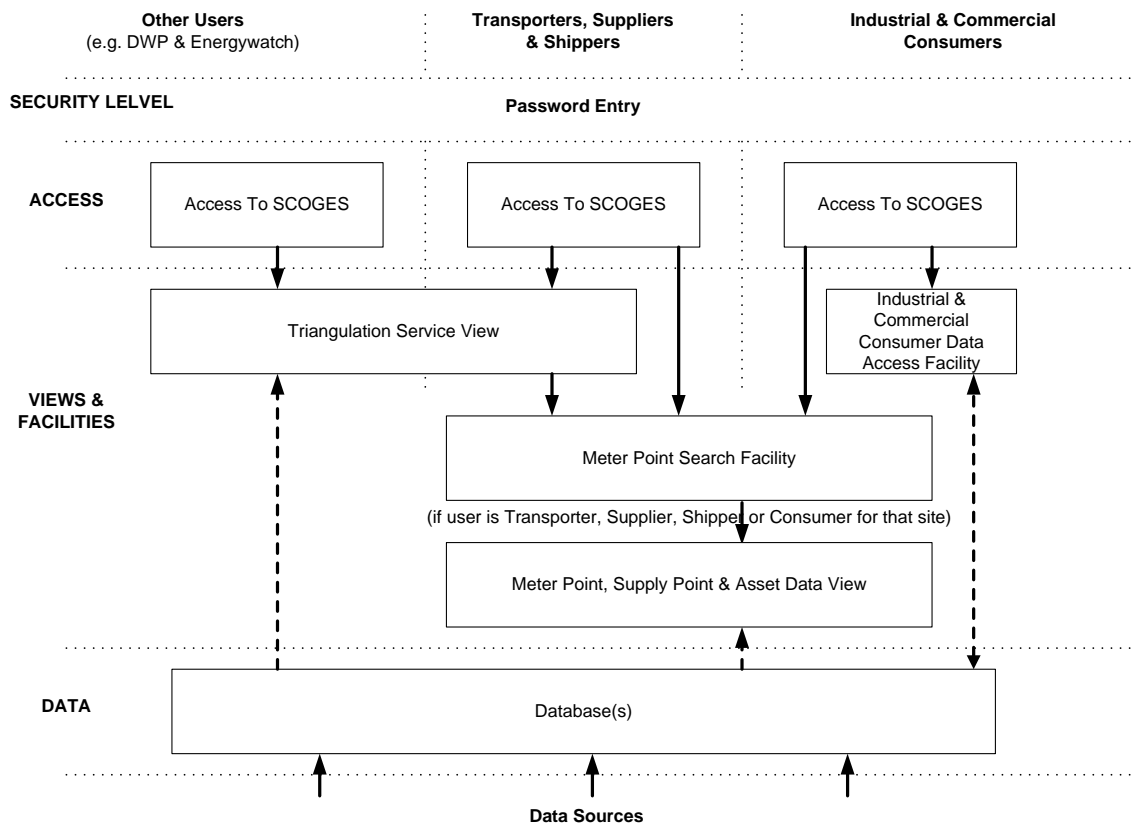 Other Users
(e.g. DWP & Energywatch)
Transporters, Suppliers
& Shippers
Industrial & Commercial
Consumers
SECURITY LELVEL
Password Entry
ACCESS
Access To SCOGES
Access To SCOGES
Access To SCOGES
Triangulation Service View
Industrial &
Commercial
Consumer Data
Access Facility
VIEWS &
FACILITIES
Meter Point Search Facility
(if user is Transporter, Supplier, Shipper or Consumer for that site)
Meter Point, Supply Point & Asset Data View
DATA
Database(s)
Data Sources